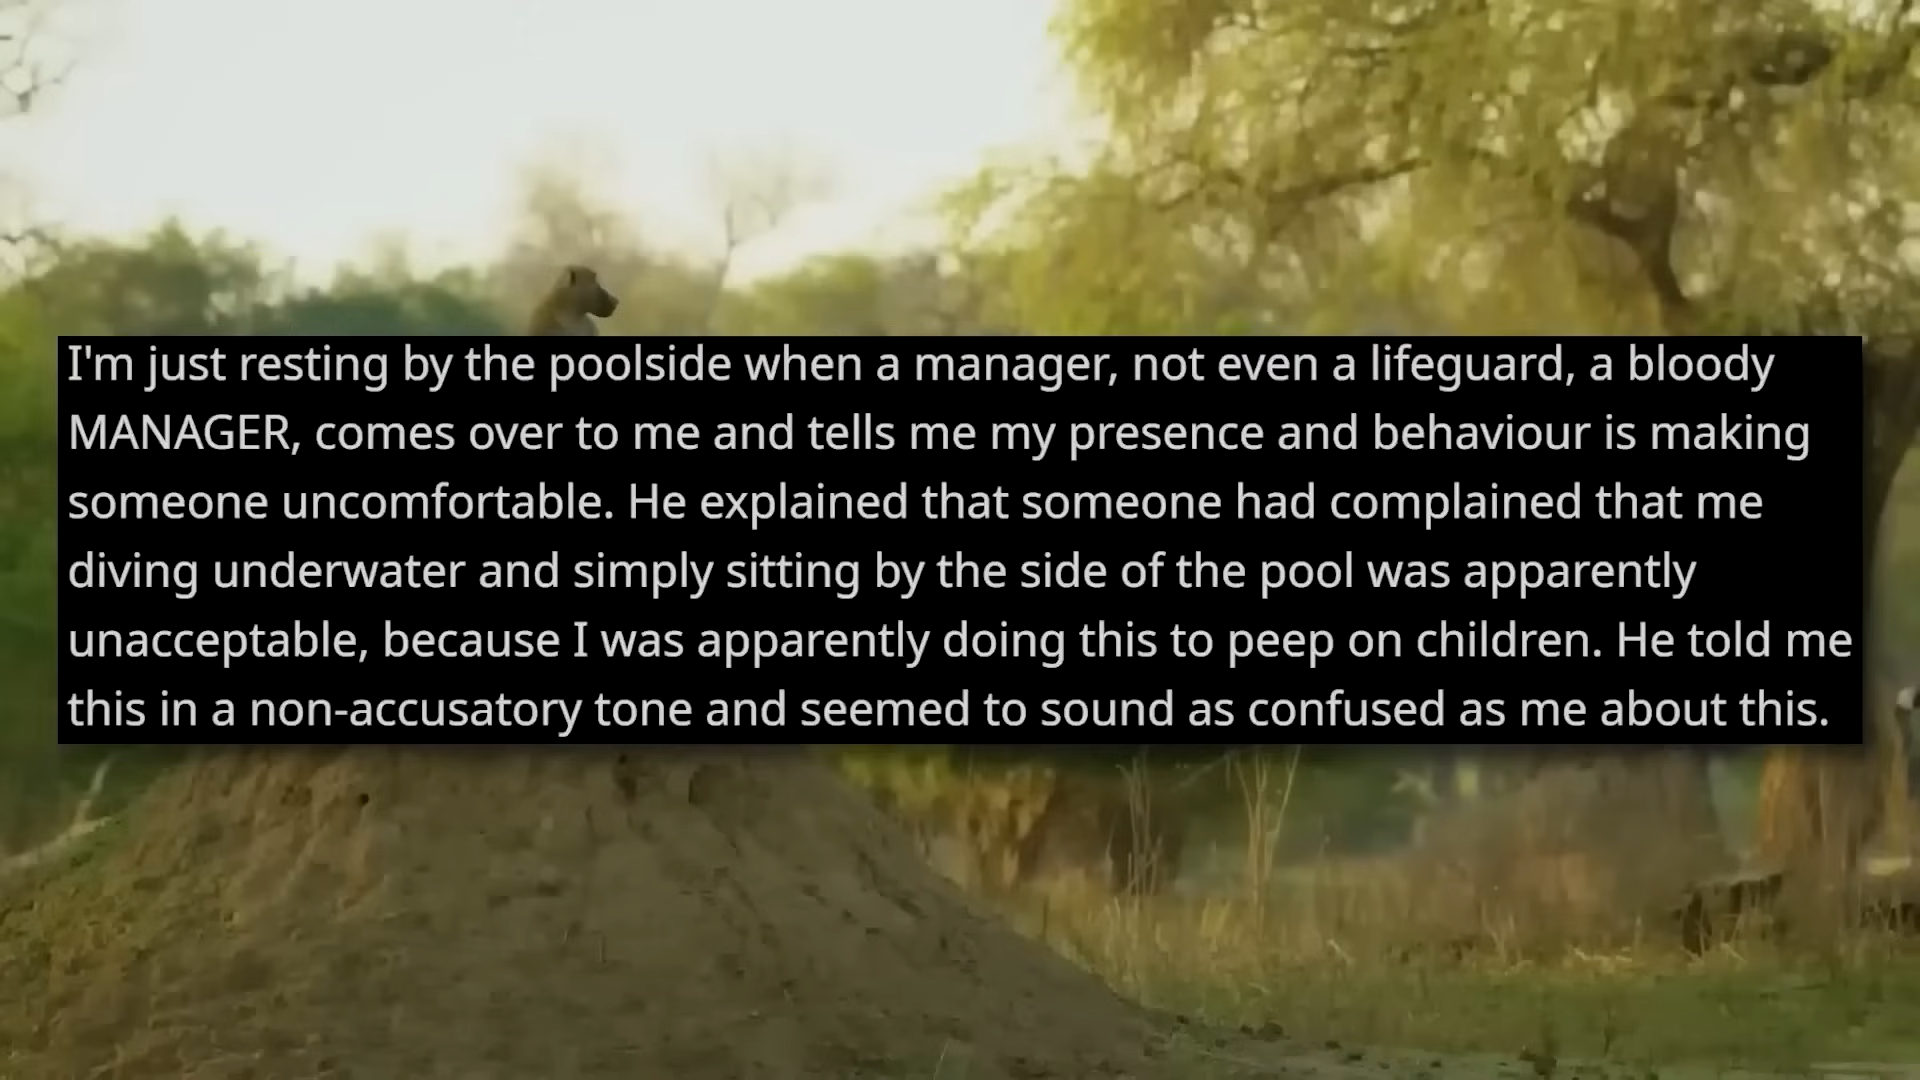 I'm just resting by the poolside when a manager, not even a lifeguard, a bloody
MANAGER, comes over to me and tells me my presence and behaviour is making
someone uncomfortable. He explained that someone had complained that me
diving underwater and simply sitting by the side of the pool was apparently
unacceptable, because I was apparently doing this to peep on children. He told me
this in a non-accusatory tone and seemed to sound as confused as me about this.